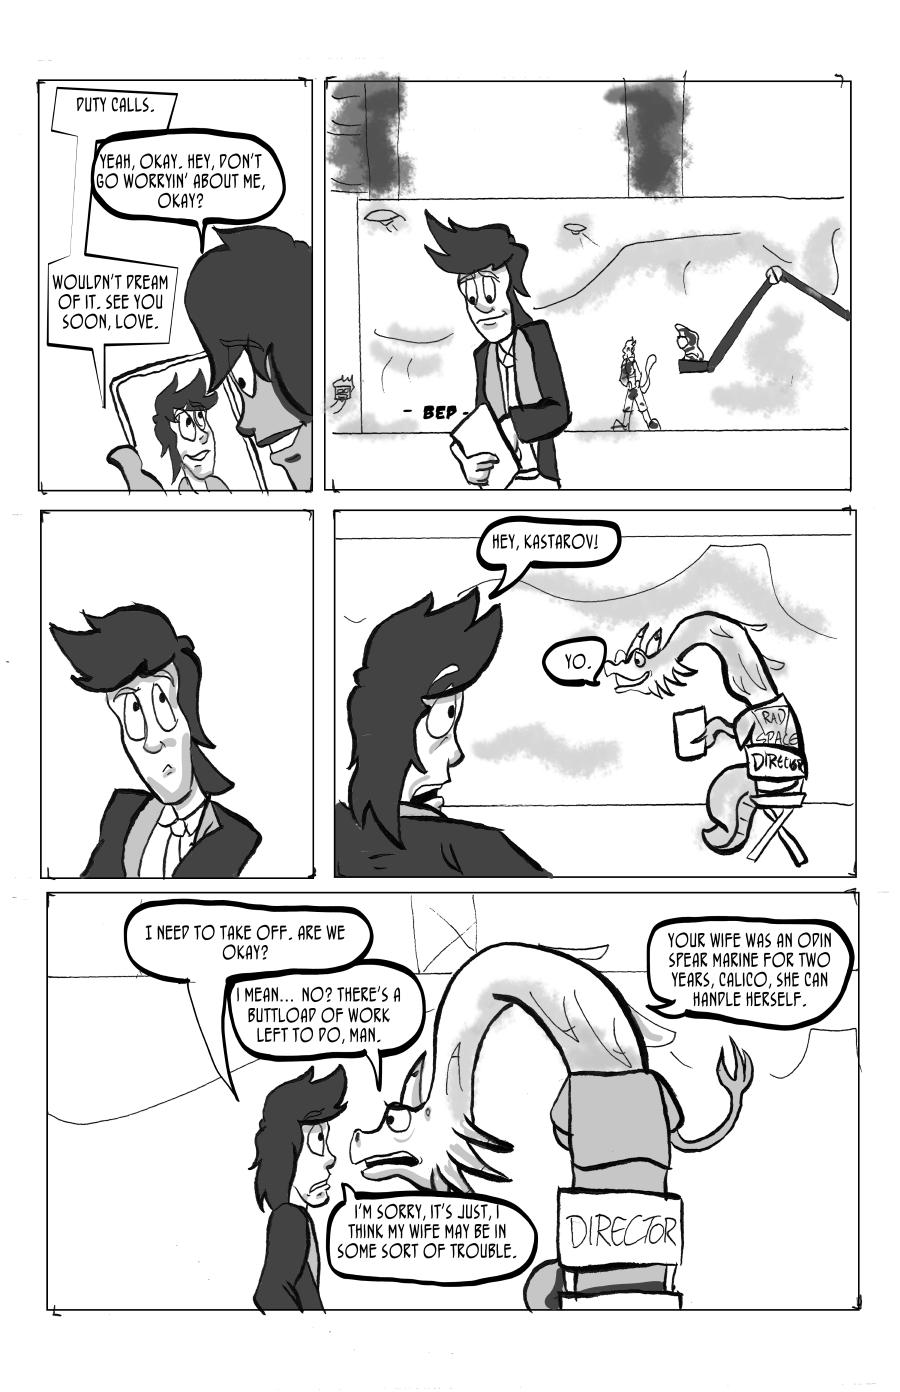 DUTY CALLS.
YEAH, OKAY. HEY, DON'T
GO WORRYIN' ABOUT ME,
OKAY?
WOULDN'T DREAM
OF IT. SEE YOU
SOON, LOVE.
- BEP -
HEY, KASTAROV!
YO.
RAD
SPACE
DIRECTOR
I NEED TO TAKE OFF. ARE WE
OKAY?
I MEAN... NO? THERE'S A
BUTTLOAD OF WORK
LEFT TO DO, MAN.
YOUR WIFE WAS AN ODIN
SPEAR MARINE FOR TWO
YEARS, CALICO, SHE CAN
HANDLE HERSELF.
I'M SORRY, IT'S JUST, I
THINK MY WIFE MAY BE IN
SOME SORT OF TROUBLE.
DIRECTOR